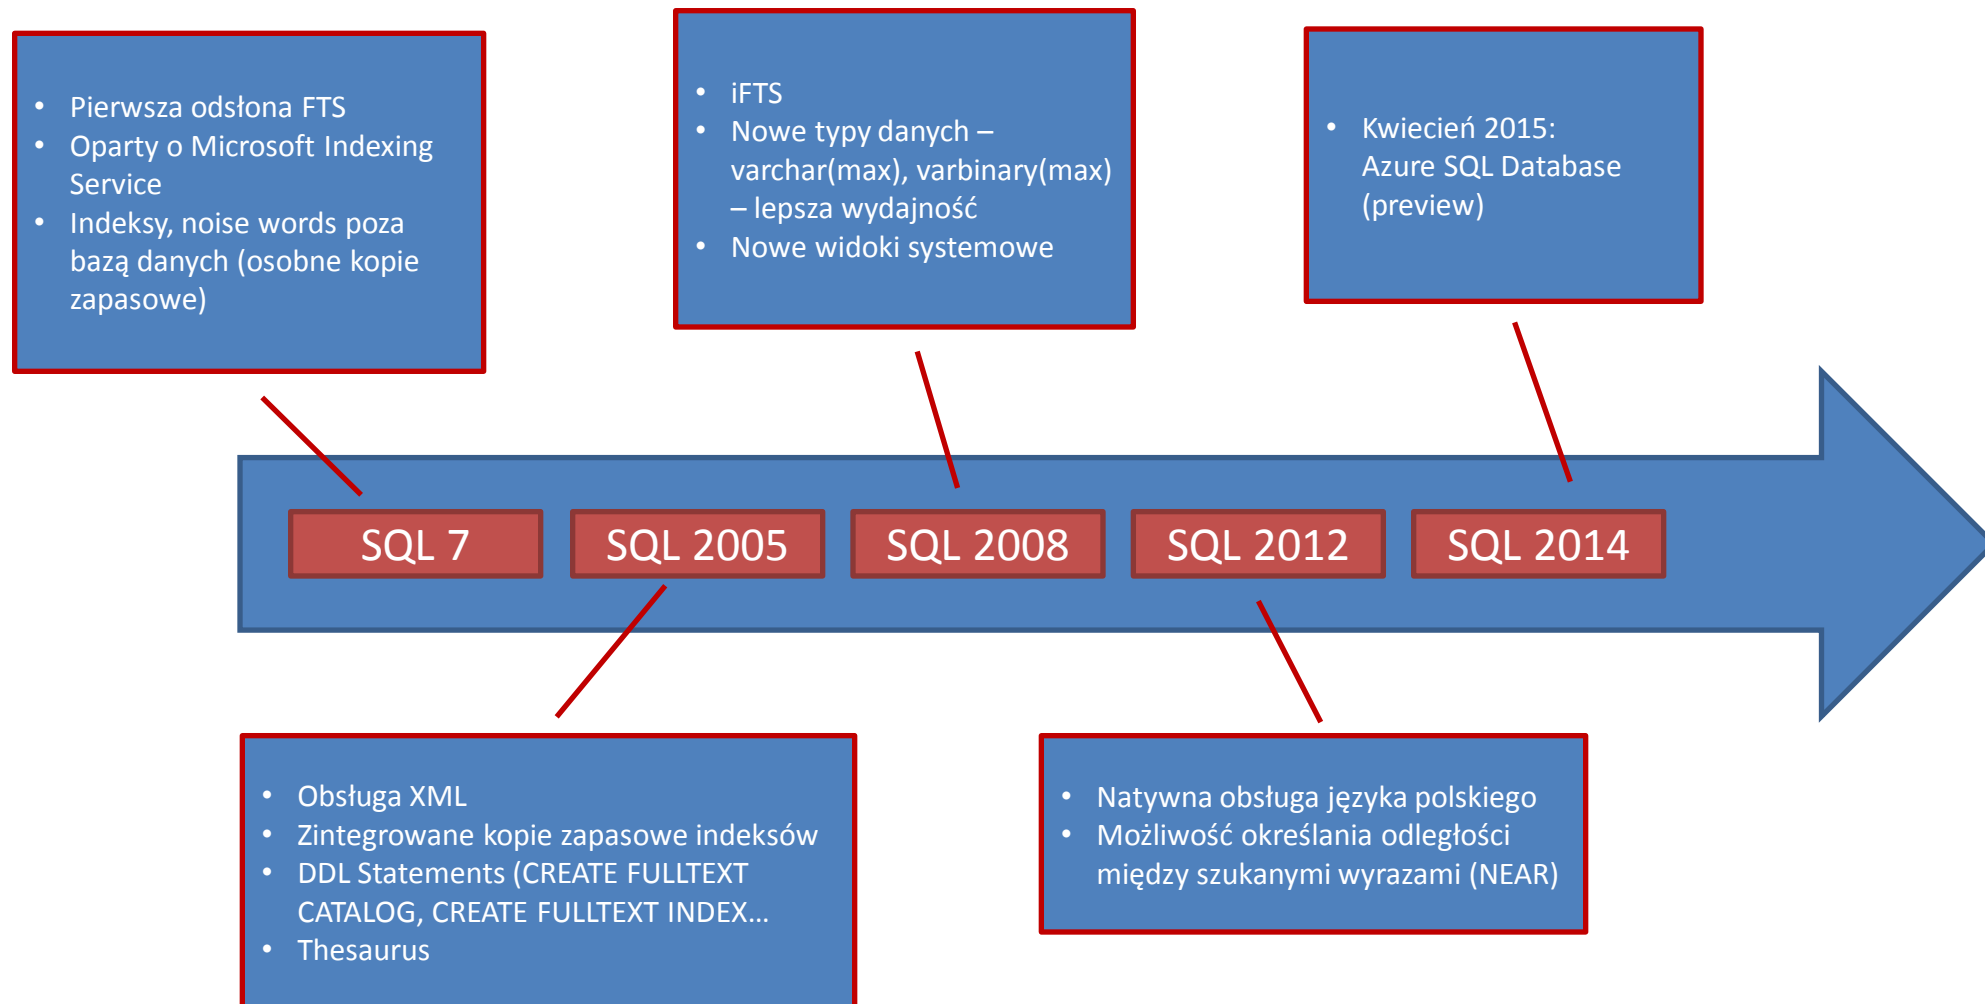 • Pierwsza odsłona FTS
• Oparty o Microsoft Indexing
Service
• Indeksy, noise words poza
bazą danych (osobne kopie
zapasowe)
• iFTS
• Nowe typy danych –
varchar(max), varbinary(max)
– lepsza wydajność
• Nowe widoki systemowe
• Kwiecień 2015:
Azure SQL Database
(preview)
SQL 7
SQL 2005
SQL 2008
SQL 2012
SQL 2014
• Obsługa XML
• Zintegrowane kopie zapasowe indeksów
• DDL Statements (CREATE FULLTEXT
CATALOG, CREATE FULLTEXT INDEX…
• Thesaurus
• Natywna obsługa języka polskiego
• Możliwość określania odległości
między szukanymi wyrazami (NEAR)